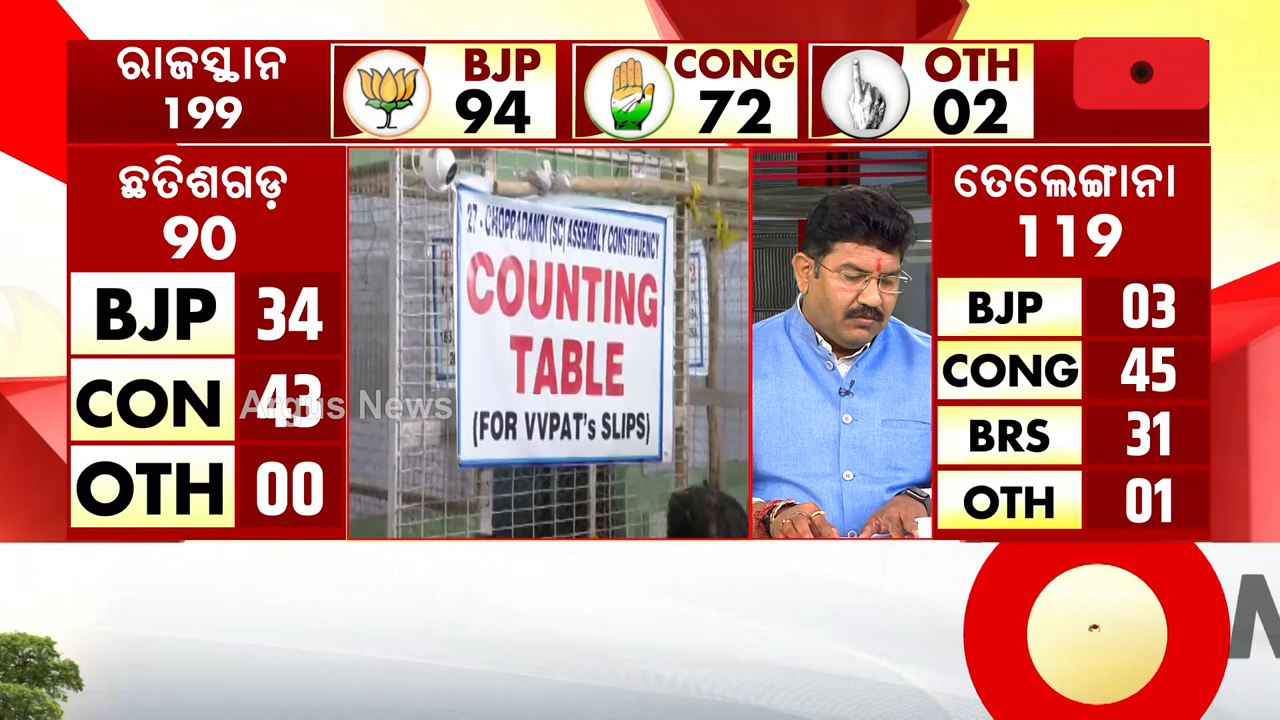 ରାଜସ୍ଥାନ
୧୯୯
BJP
94
CONG
72
OTH
02
ଛତିଶଗଡ଼
90
BJP 34
CON 43
OTH 00
27 - CHOPPADANDI (SC) ASSEMBLY CONSTITUENCY
COUNTING
TABLE
(FOR VVPAT's SLIPS)
Argus News
ତେଲେଙ୍ଗାନା
119
BJP 03
CONG 45
BRS 31
OTH 01